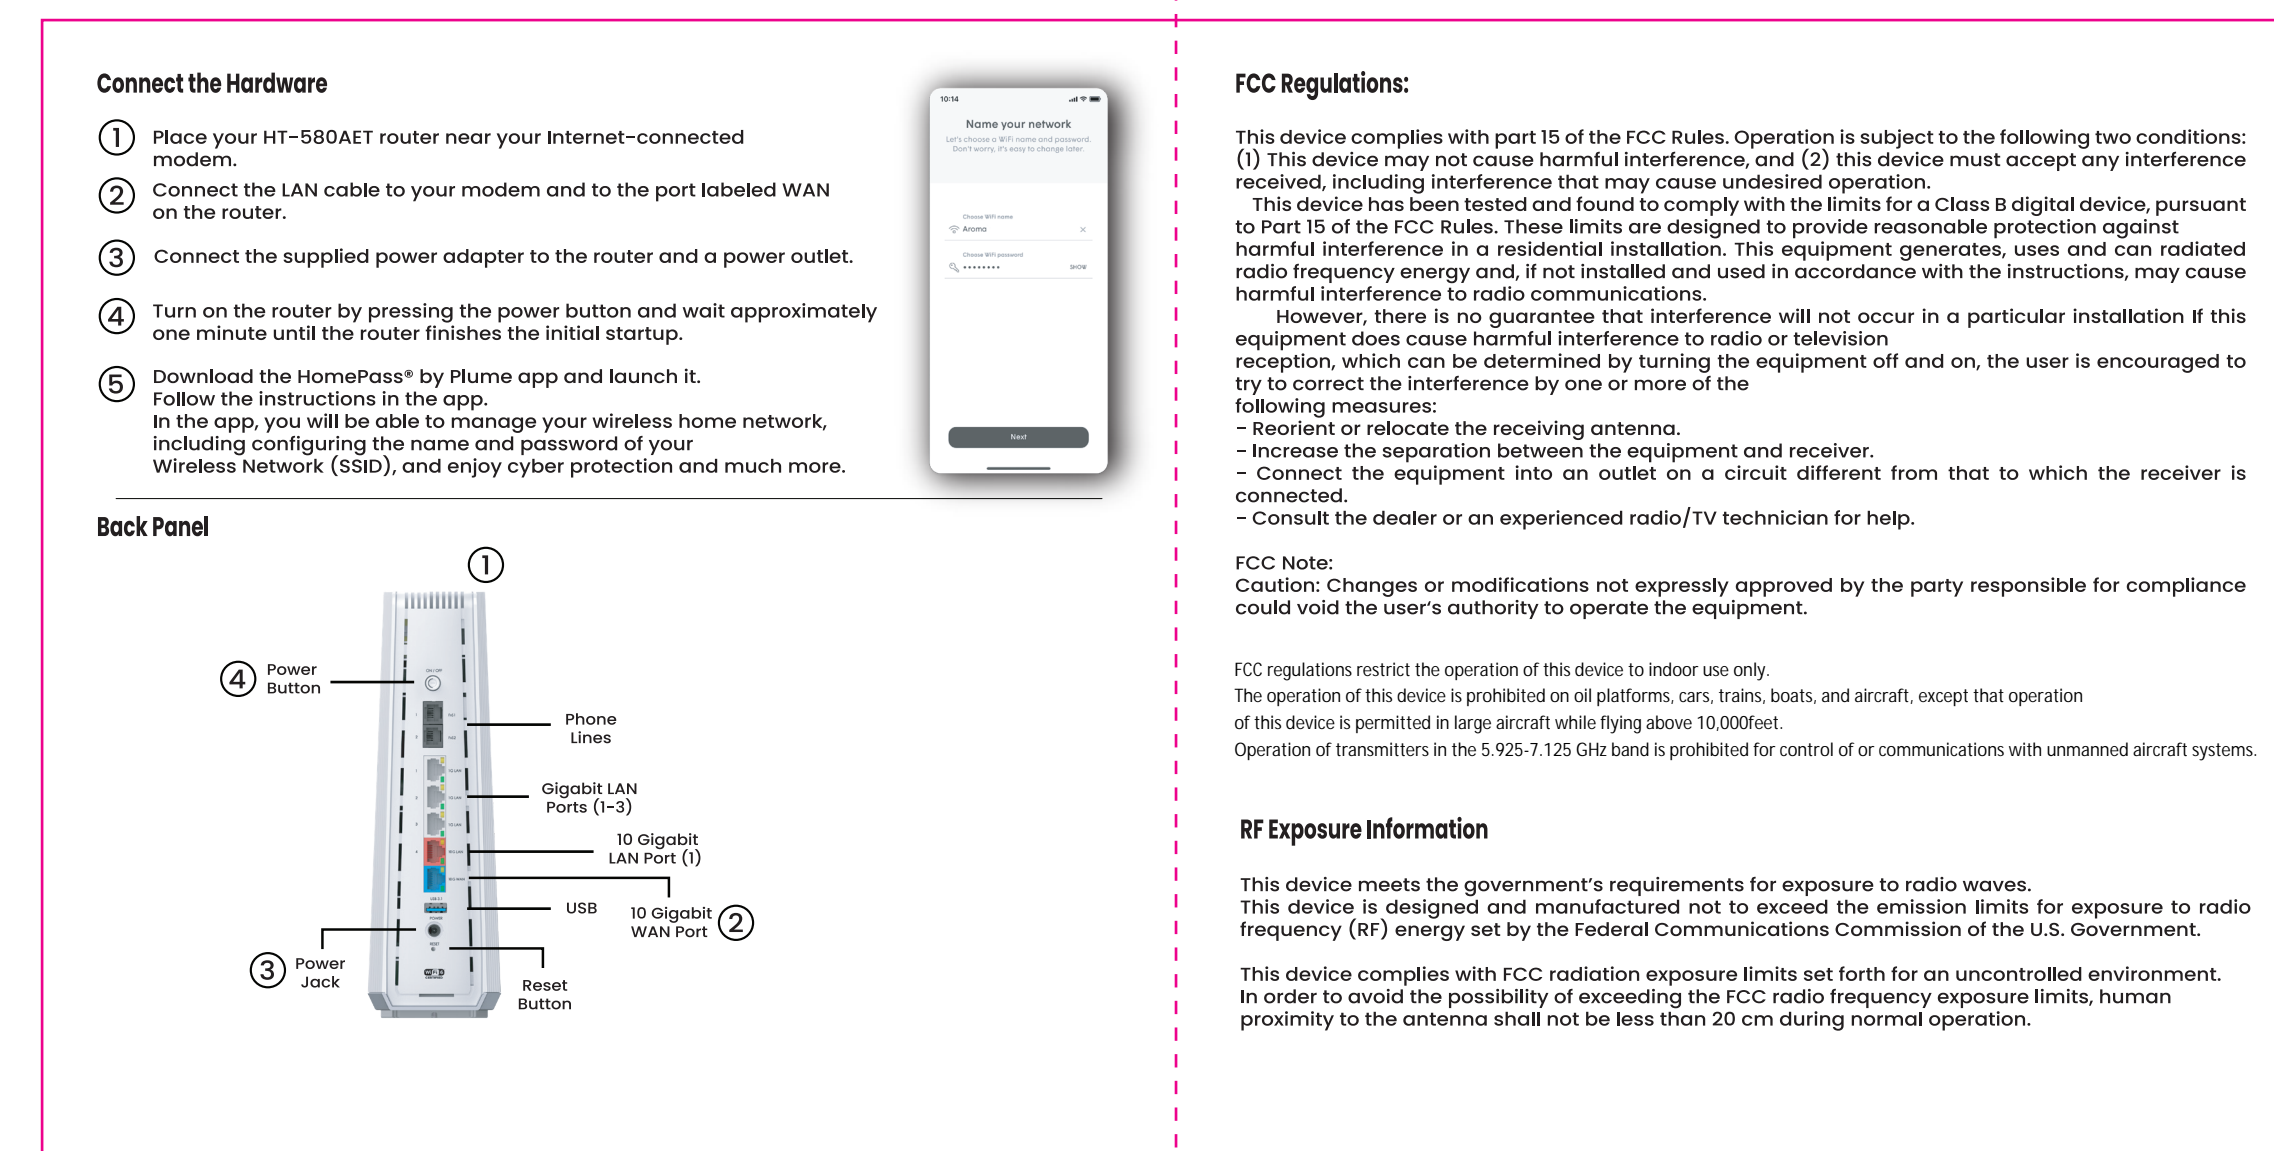 Connect the Hardware
1
Place your HT-580AET router near your Internet-connected
modem.
2
Connect the LAN cable to your modem and to the port labeled WAN
on the router.
3
Connect the supplied power adapter to the router and a power outlet.
4
Turn on the router by pressing the power button and wait approximately
one minute until the router finishes the initial startup.
5
Download the HomePass® by Plume app and launch it.
Follow the instructions in the app.
In the app, you will be able to manage your wireless home network,
including configuring the name and password of your
Wireless Network (SSID), and enjoy cyber protection and much more.
10:14
Name your network
Let's choose a WiFi name and password.
Don't worry, it's easy to change later.
Choose WiFi name
Aroma
Choose WiFi password
••••••••
SHOW
Next
Back Panel
1
4
Power
Button
ON / OFF
Phone
Lines
1
2
1
1G LAN
2
1G LAN
3
1G LAN
Gigabit LAN
Ports (1-3)
4
10G LAN
10 Gigabit
LAN Port (1)
10G WAN
USB
10 Gigabit
WAN Port
2
POWER
3
Power
Jack
RESET
Reset
Button
WiFi 6
CERTIFIED
FCC Regulations:
This device complies with part 15 of the FCC Rules. Operation is subject to the following two conditions:
(1) This device may not cause harmful interference, and (2) this device must accept any interference
received, including interference that may cause undesired operation.
This device has been tested and found to comply with the limits for a Class B digital device, pursuant
to Part 15 of the FCC Rules. These limits are designed to provide reasonable protection against
harmful interference in a residential installation. This equipment generates, uses and can radiated
radio frequency energy and, if not installed and used in accordance with the instructions, may cause
harmful interference to radio communications.
However, there is no guarantee that interference will not occur in a particular installation If this
equipment does cause harmful interference to radio or television
reception, which can be determined by turning the equipment off and on, the user is encouraged to
try to correct the interference by one or more of the
following measures:
- Reorient or relocate the receiving antenna.
- Increase the separation between the equipment and receiver.
- Connect the equipment into an outlet on a circuit different from that to which the receiver is
connected.
- Consult the dealer or an experienced radio/TV technician for help.
FCC Note:
Caution: Changes or modifications not expressly approved by the party responsible for compliance
could void the user's authority to operate the equipment.
FCC regulations restrict the operation of this device to indoor use only.
The operation of this device is prohibited on oil platforms, cars, trains, boats, and aircraft, except that operation
of this device is permitted in large aircraft while flying above 10,000feet.
Operation of transmitters in the 5.925-7.125 GHz band is prohibited for control of or communications with unmanned aircraft systems.
RF Exposure Information
This device meets the government's requirements for exposure to radio waves.
This device is designed and manufactured not to exceed the emission limits for exposure to radio
frequency (RF) energy set by the Federal Communications Commission of the U.S. Government.
This device complies with FCC radiation exposure limits set forth for an uncontrolled environment.
In order to avoid the possibility of exceeding the FCC radio frequency exposure limits, human
proximity to the antenna shall not be less than 20 cm during normal operation.